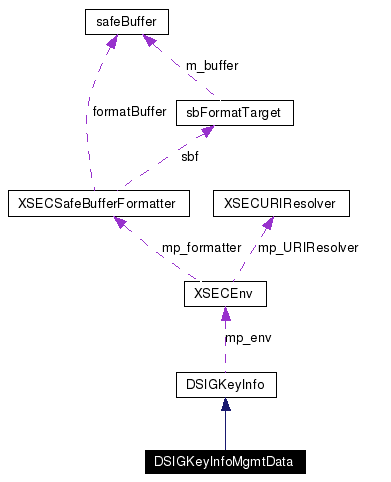 safeBuffer
m_buffer
formatBuffer
sbFormatTarget
sbf
XSECSafeBufferFormatter
XSECURIResolver
mp_formatter
mp_URIResolver
XSECEnv
mp_env
DSIGKeyInfo
DSIGKeyInfoMgmtData